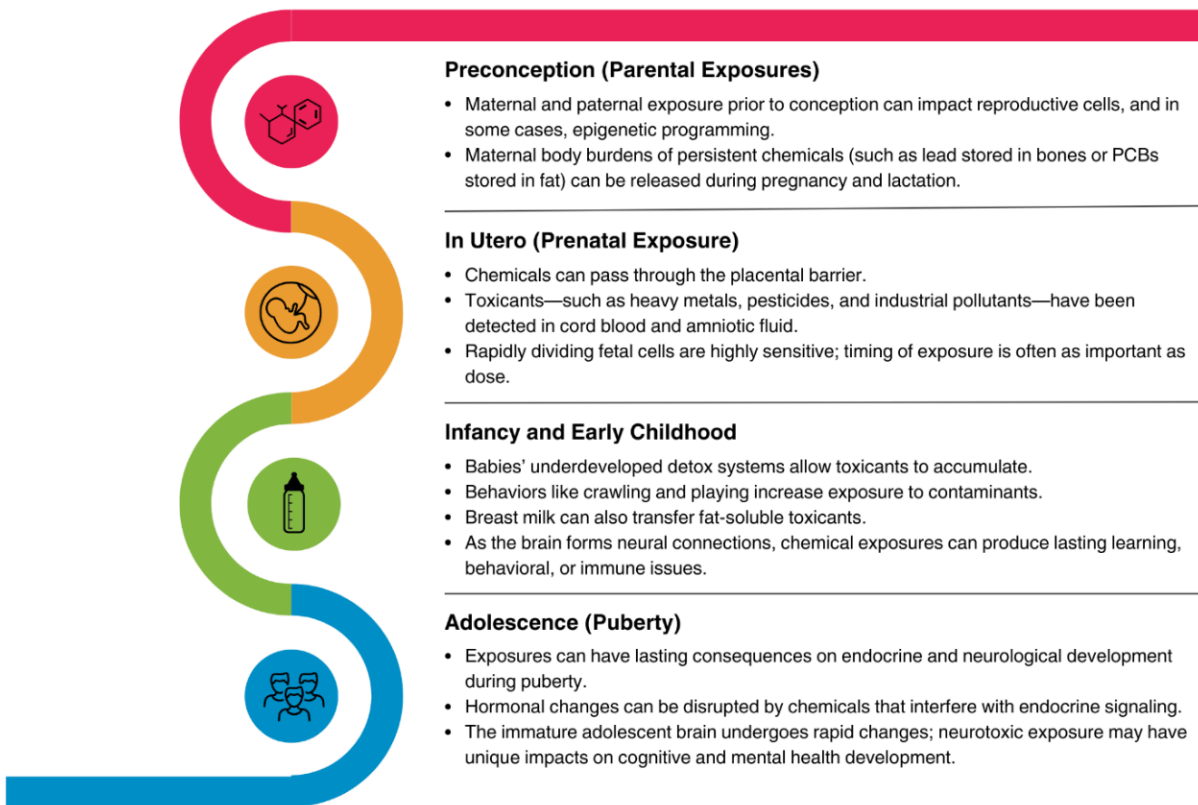 Preconception (Parental Exposures)
• Maternal and paternal exposure prior to conception can impact reproductive cells, and in
some cases, epigenetic programming.
• Maternal body burdens of persistent chemicals (such as lead stored in bones or PCBs
stored in fat) can be released during pregnancy and lactation.
In Utero (Prenatal Exposure)
• Chemicals can pass through the placental barrier.
• Toxicants—such as heavy metals, pesticides, and industrial pollutants—have been
detected in cord blood and amniotic fluid.
• Rapidly dividing fetal cells are highly sensitive; timing of exposure is often as important as
dose.
Infancy and Early Childhood
• Babies’ underdeveloped detox systems allow toxicants to accumulate.
• Behaviors like crawling and playing increase exposure to contaminants.
• Breast milk can also transfer fat-soluble toxicants.
• As the brain forms neural connections, chemical exposures can produce lasting learning,
behavioral, or immune issues.
Adolescence (Puberty)
• Exposures can have lasting consequences on endocrine and neurological development
during puberty.
• Hormonal changes can be disrupted by chemicals that interfere with endocrine signaling.
• The immature adolescent brain undergoes rapid changes; neurotoxic exposure may have
unique impacts on cognitive and mental health development.